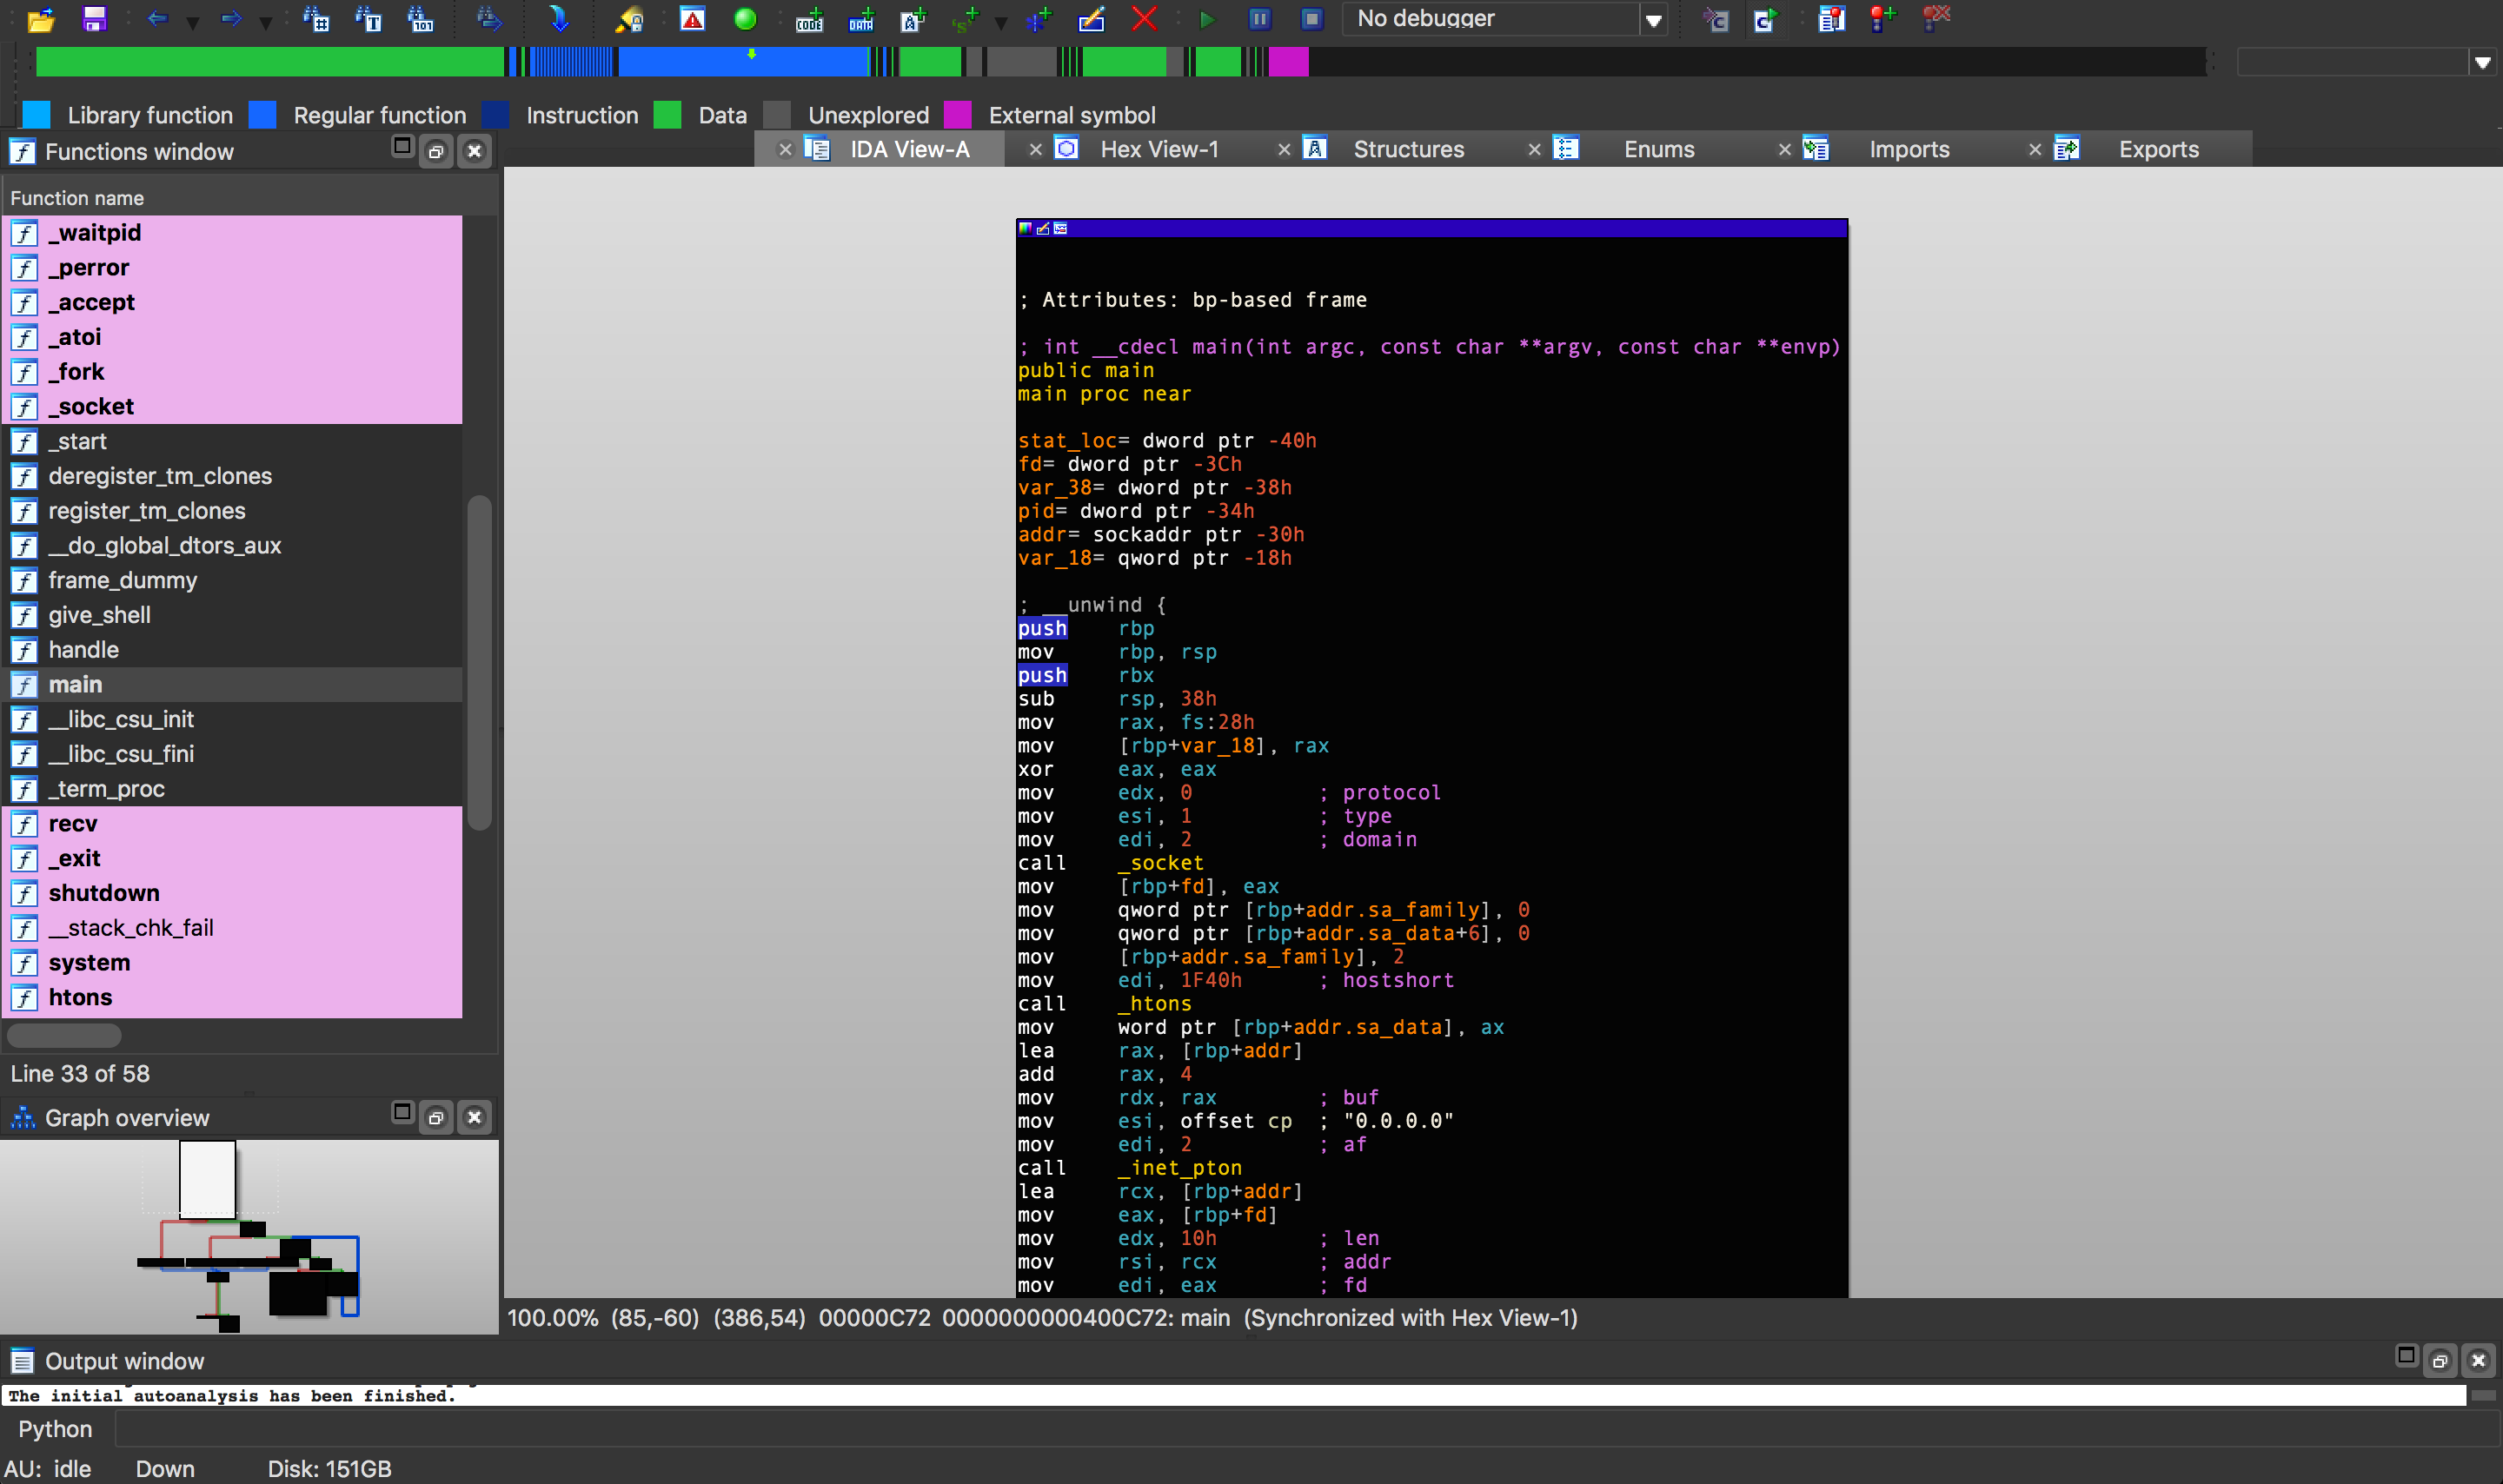 No debugger
Library function Regular function Instruction Data Unexplored External symbol
Functions window
IDA View-A Hex View-1 Structures Enums Imports Exports
Function name
_waitpid
_perror
_accept
_atoi
_fork
_socket
_start
deregister_tm_clones
register_tm_clones
__do_global_dtors_aux
frame_dummy
give_shell
handle
main
__libc_csu_init
__libc_csu_fini
_term_proc
recv
_exit
shutdown
__stack_chk_fail
system
htons
Line 33 of 58
Graph overview
; Attributes: bp-based frame
; int __cdecl main(int argc, const char **argv, const char **envp)
public main
main proc near
stat_loc= dword ptr -40h
fd= dword ptr -3Ch
var_38= dword ptr -38h
pid= dword ptr -34h
addr= sockaddr ptr -30h
var_18= qword ptr -18h
; __unwind {
push rbp
mov rbp, rsp
push rbx
sub rsp, 38h
mov rax, fs:28h
mov [rbp+var_18], rax
xor eax, eax
mov edx, 0 ; protocol
mov esi, 1 ; type
mov edi, 2 ; domain
call _socket
mov [rbp+fd], eax
mov qword ptr [rbp+addr.sa_family], 0
mov qword ptr [rbp+addr.sa_data+6], 0
mov [rbp+addr.sa_family], 2
mov edi, 1F40h ; hostshort
call _htons
mov word ptr [rbp+addr.sa_data], ax
lea rax, [rbp+addr]
add rax, 4
mov rdx, rax ; buf
mov esi, offset cp ; "0.0.0.0"
mov edi, 2 ; af
call _inet_pton
lea rcx, [rbp+addr]
mov eax, [rbp+fd]
mov edx, 10h ; len
mov rsi, rcx ; addr
mov edi, eax ; fd
100.00% (85,-60) (386,54) 00000C72 0000000000400C72: main (Synchronized with Hex View-1)
Output window
The initial autoanalysis has been finished.
Python
AU: idle Down Disk: 151GB